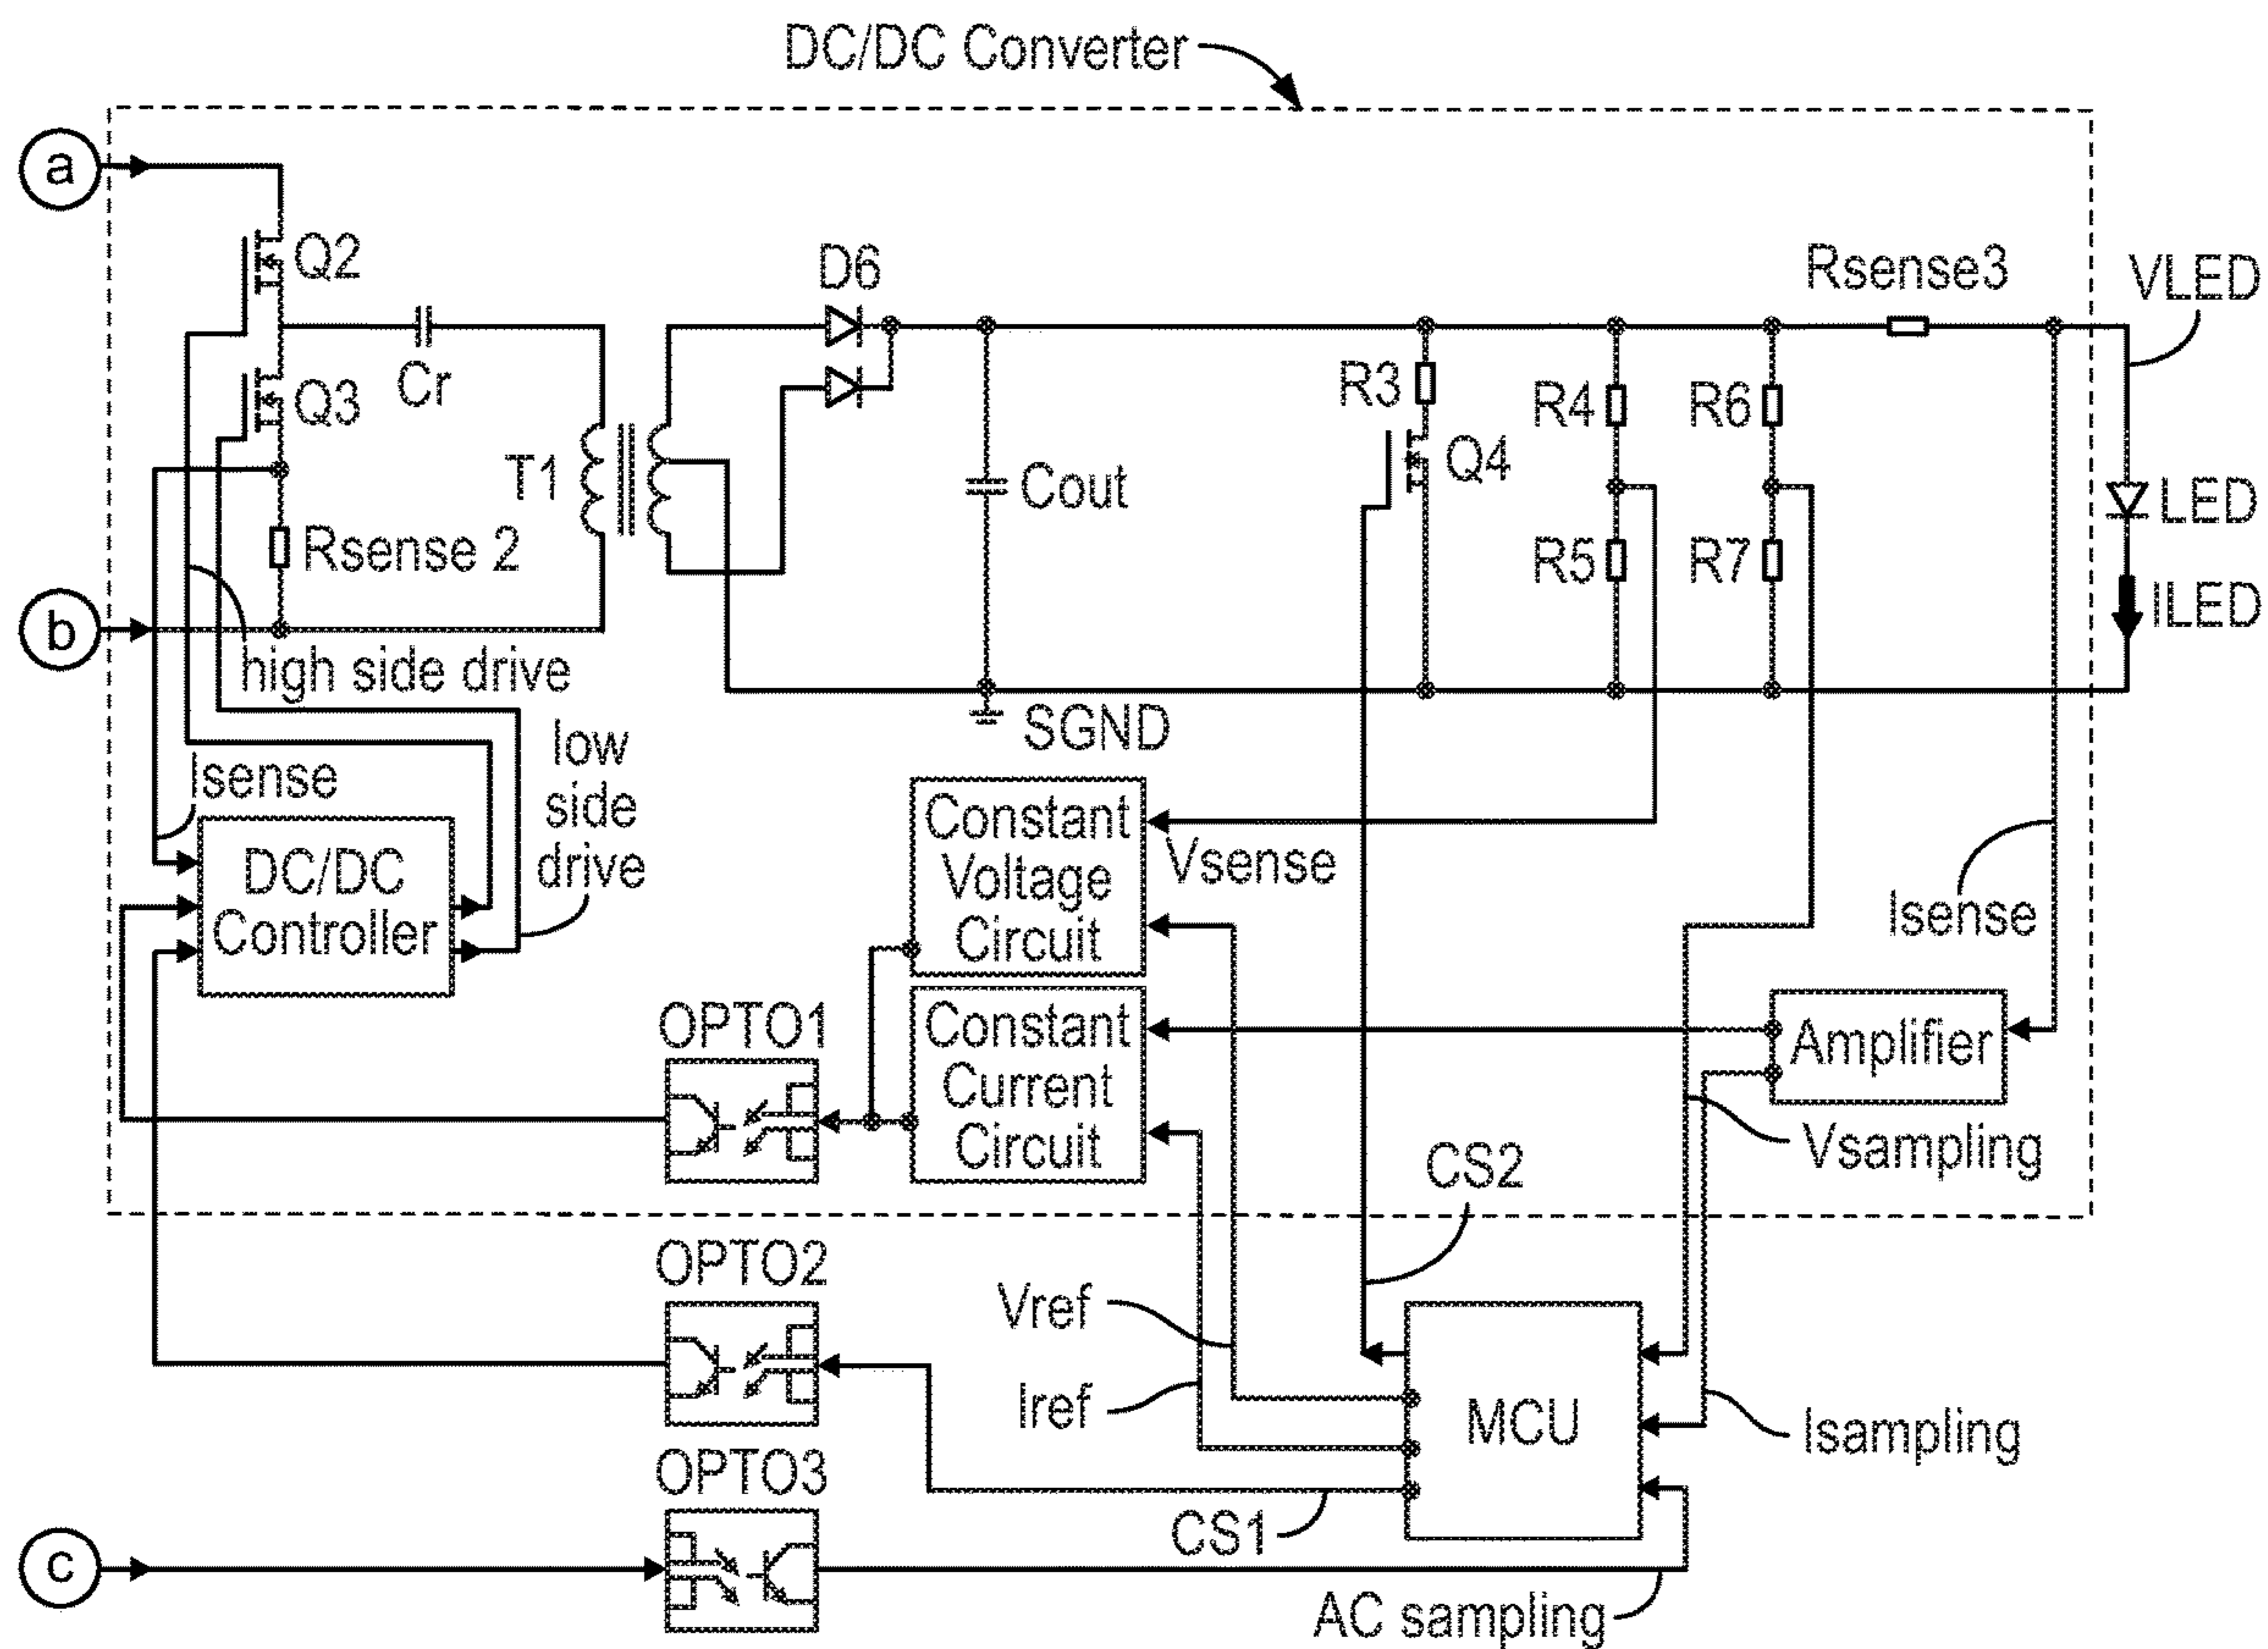 DC/DC Converter
a
Q2
D6
Rsense3
VLED
Cr
Q3
R3
R4
R6
T1
Cout
Q4
LED
Rsense 2
R5
R7
ILED
b
high side drive
SGND
low
side
drive
Isense
Constant
Voltage
Circuit
Vsense
DC/DC
Controller
Isense
OPTO1
Constant
Current
Circuit
Amplifier
Vsampling
CS2
OPTO2
Vref
Iref
MCU
Isampling
OPTO3
CS1
c
AC sampling